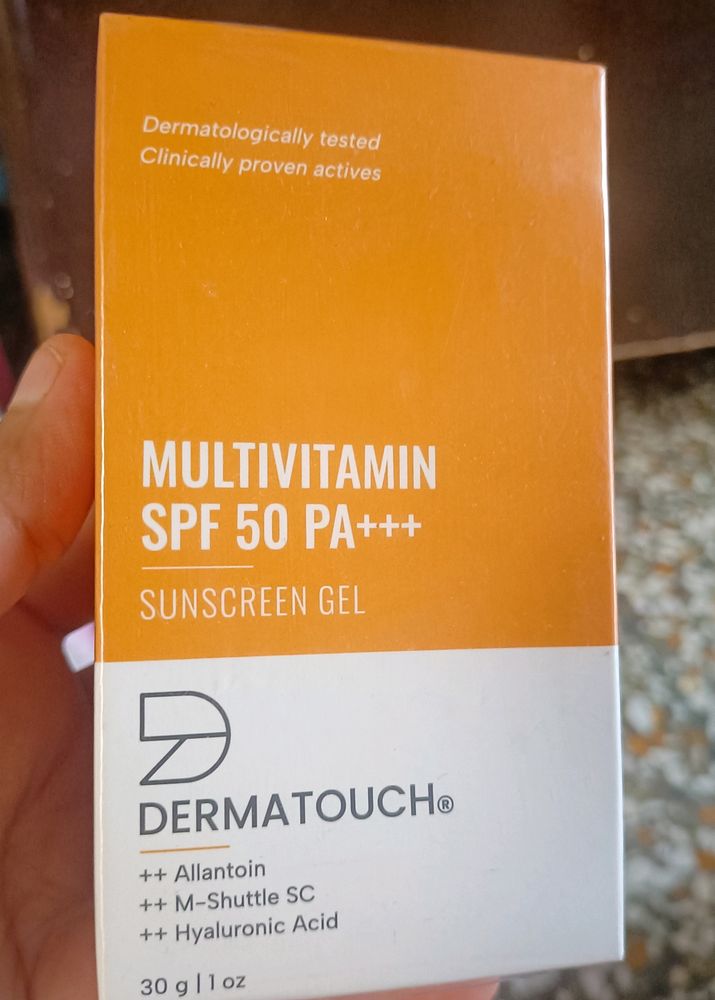 Dermatologically tested
Clinically proven actives
MULTIVITAMIN
SPF 50 PA+++
SUNSCREEN GEL
DERMATOUCH®
++ Allantoin
++ M-Shuttle SC
++ Hyaluronic Acid
30 g | 1 oz